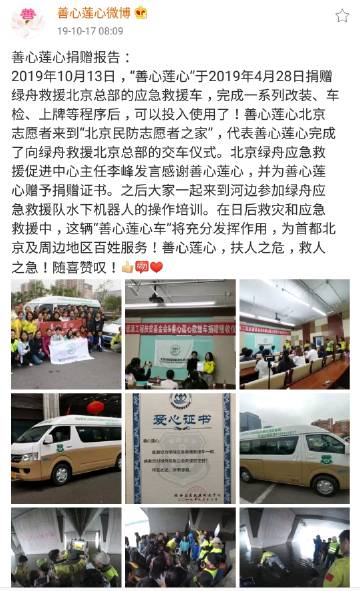 善心莲心微博
19-10-17 08:09
善心莲心捐赠报告：
2019年10月13日，“善心莲心”于2019年4月28日捐赠
绿舟救援北京总部的应急救援车，完成一系列改装、车
检、上牌等程序后，可以投入使用了！善心莲心北京
志愿者来到“北京民防志愿者之家”，代表善心莲心完成
了向绿舟救援北京总部的交车仪式。北京绿舟应急救
援促进中心主任李峰发言感谢善心莲心，并为善心莲
心赠予捐赠证书。之后大家一起来到河边参加绿舟应
急救援队水下机器人的操作培训。在日后救灾和应急
救援中，这辆“善心莲心车”将充分发挥作用，为首都北
京及周边地区百姓服务！善心莲心，扶人之危，救人
之急！随喜赞叹！
爱心证书